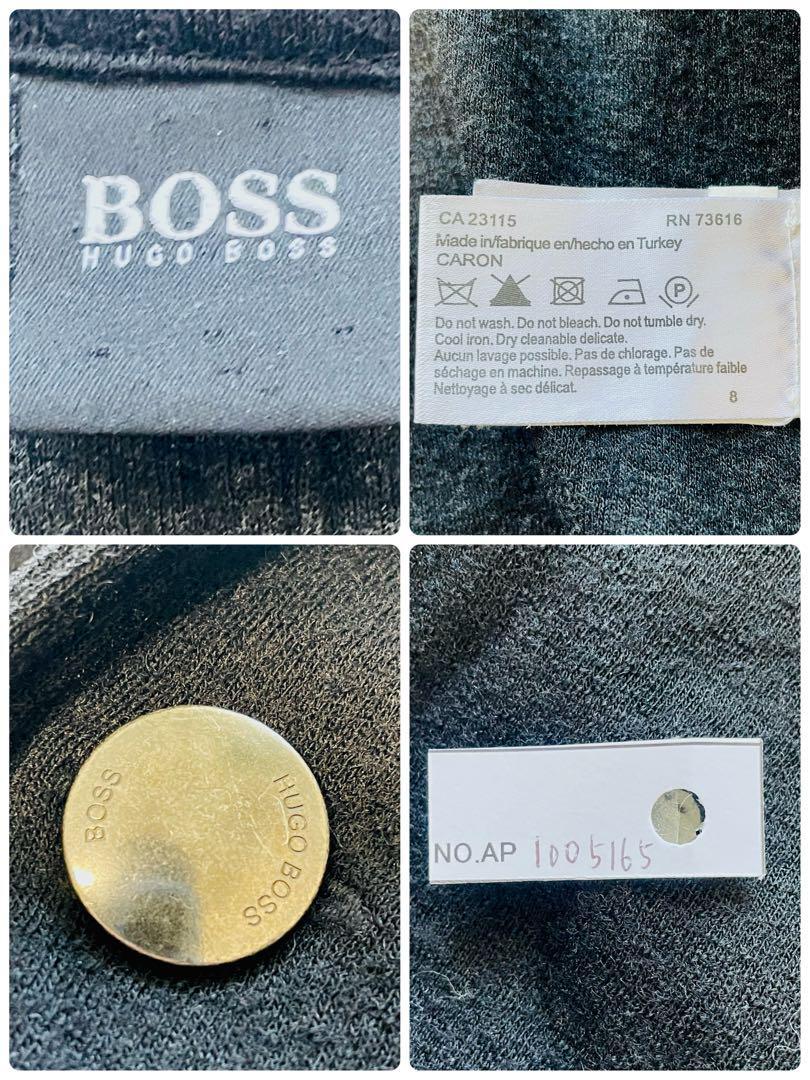 BOSS
HUGO BOSS
CA 23115 RN 73616
Made in/fabrique en/hecho en Turkey
CARON
P
Do not wash. Do not bleach. Do not tumble dry.
Cool iron. Dry cleanable delicate.
Aucun lavage possible. Pas de chlorage. Pas de
séchage en machine. Repassage à température faible
Nettoyage à sec délicat.
8
BOSS
HUGO BOSS
NO.AP 1005165